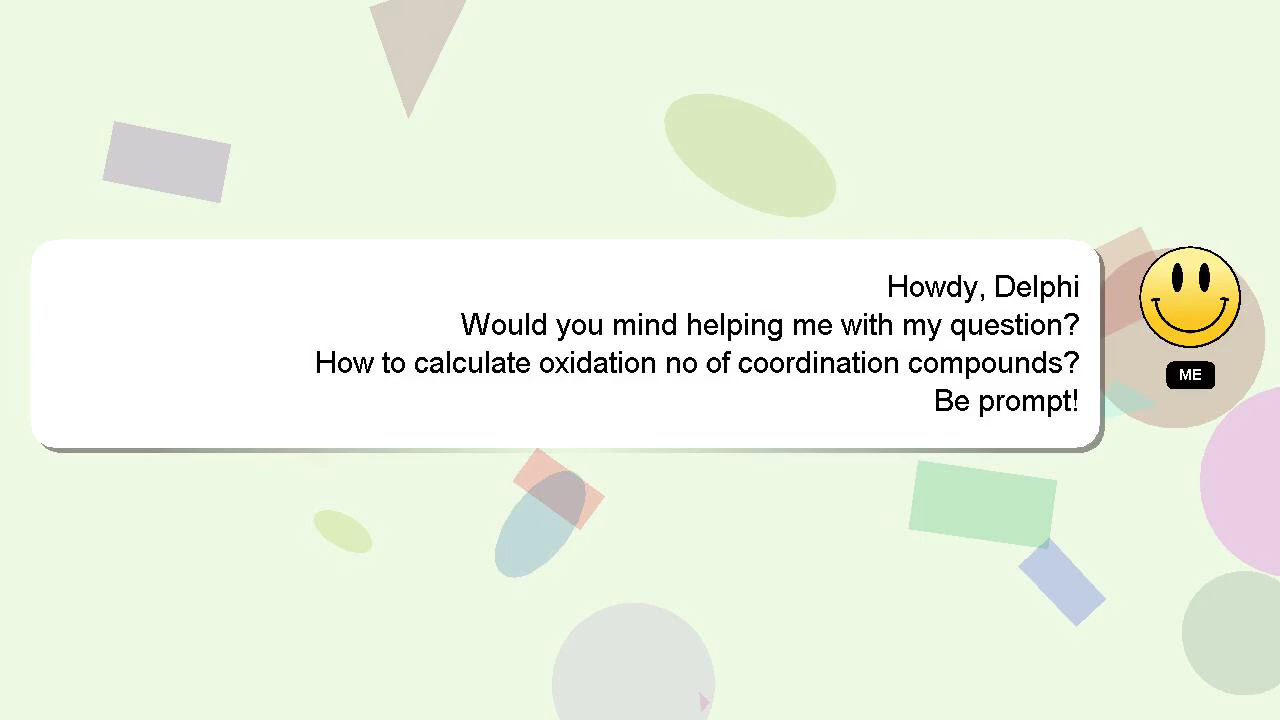 Howdy, Delphi
Would you mind helping me with my question?
How to calculate oxidation no of coordination compounds?
Be prompt!
ME